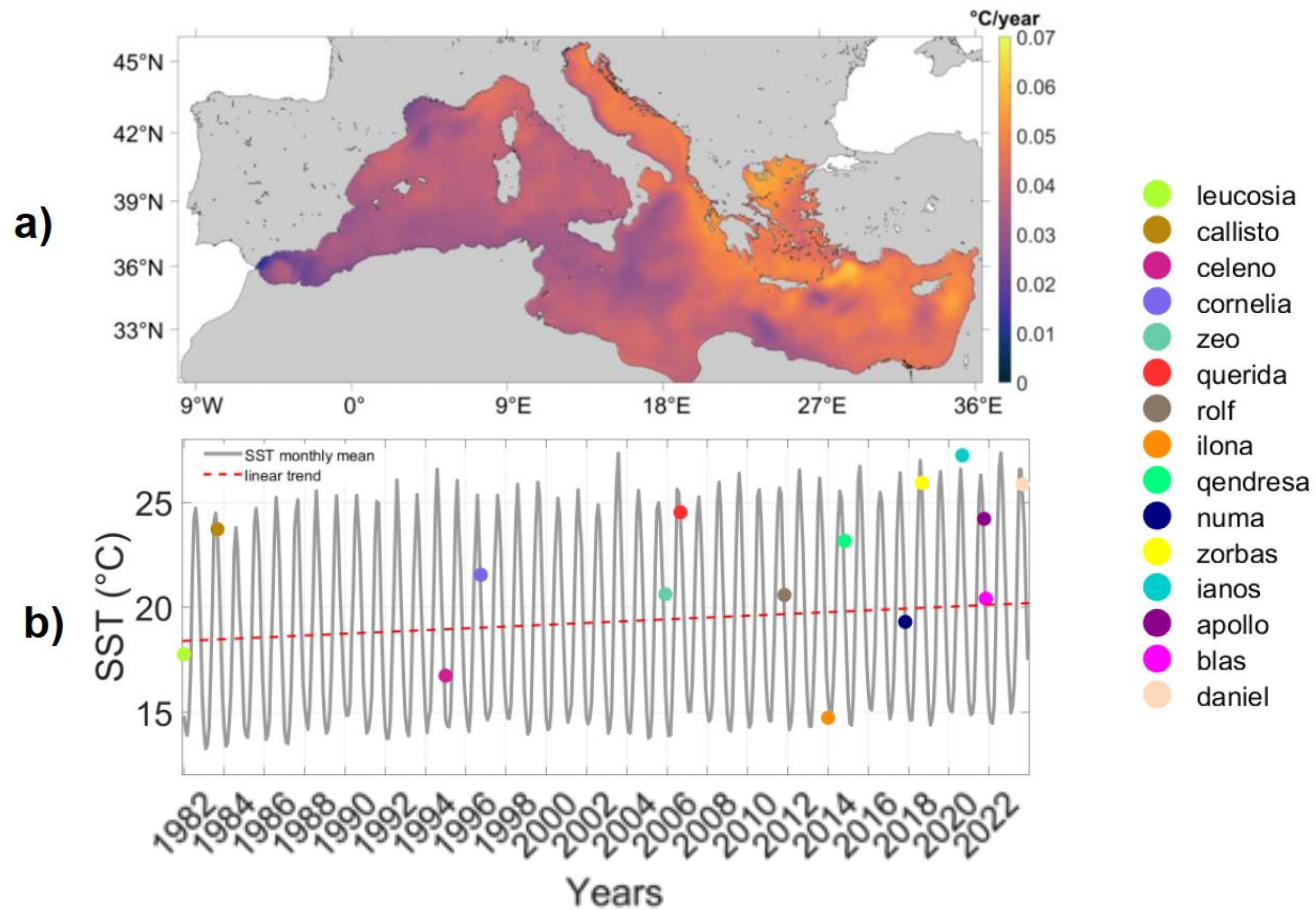 °C/year
a)
45°N
42°N
39°N
36°N
33°N
0.07
0.06
0.05
0.04
0.03
0.02
0.01
0
9°W 0° 9°E 18°E 27°E 36°E
b)
SST (°C)
25
20
15
SST monthly mean
linear trend
1982 1984 1986 1988 1990 1992 1994 1996 1998 2000 2002 2004 2006 2008 2010 2012 2014 2016 2018 2020 2022
Years
leucosia
callisto
celeno
cornelia
zeo
querida
rolf
ilona
qendresa
numa
zorbas
ianos
apollo
blas
daniel